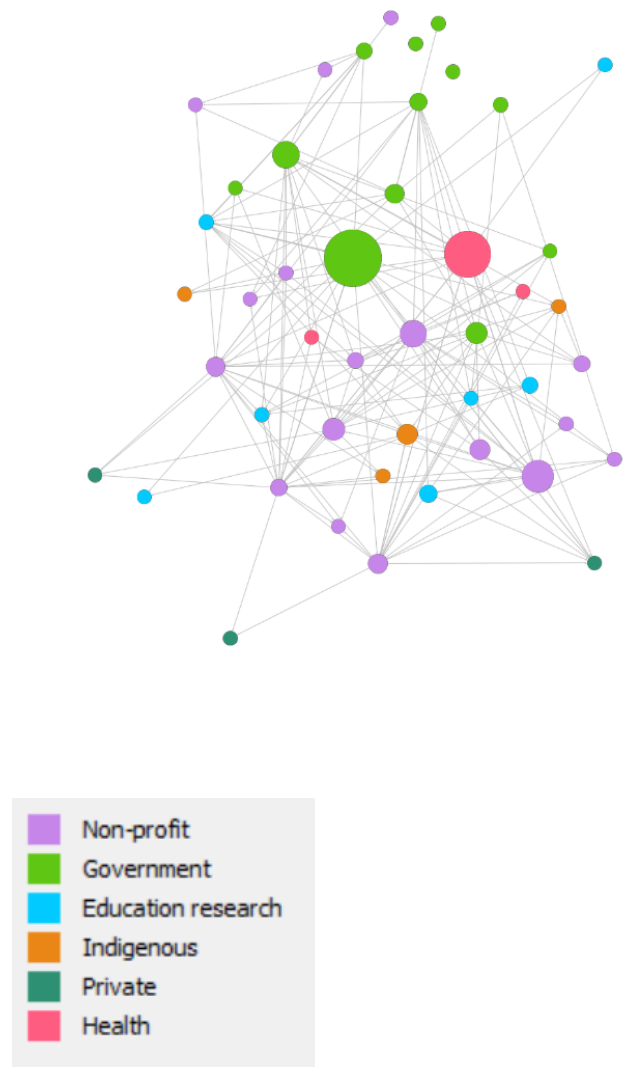 Non-profit
Government
Education research
Indigenous
Private
Health